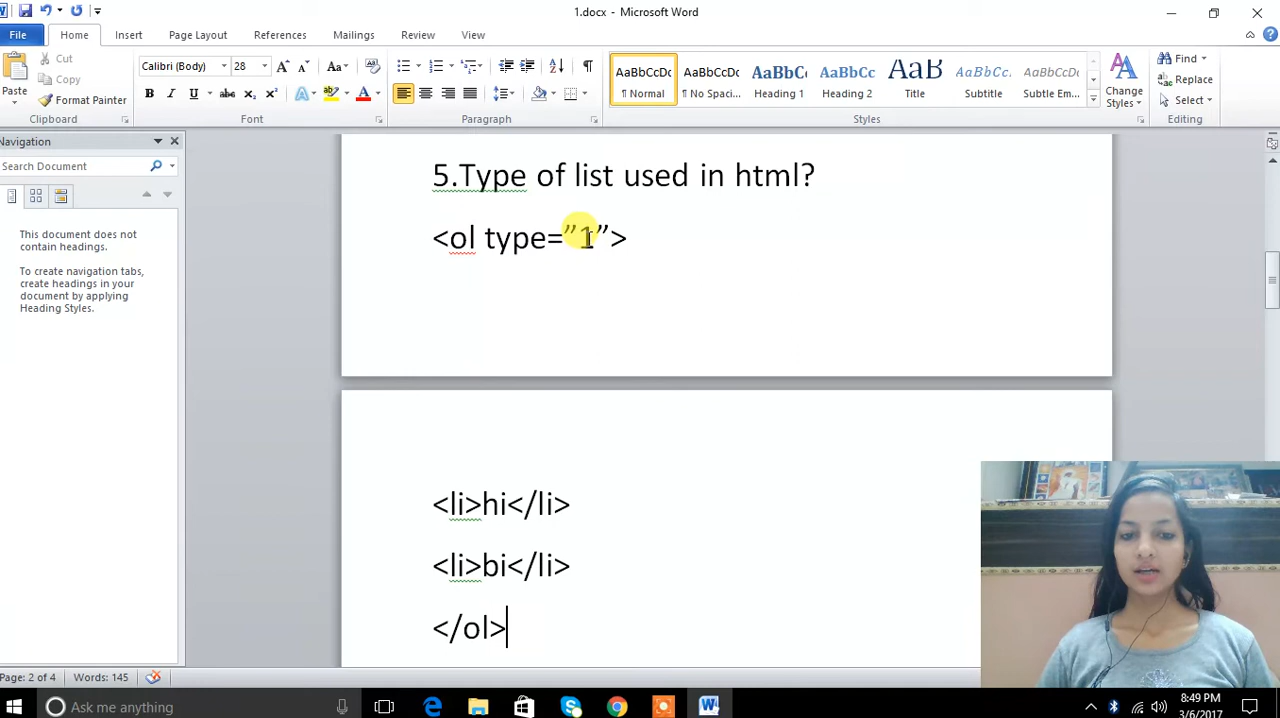 1.docx - Microsoft Word
File Home Insert Page Layout References Mailings Review View
Cut
Copy
Format Painter
Paste
Calibri (Body) 28
AaBbCcDc AaBbCcDc AaBbCc AaBbCc AaB AaBbCcDc AaBbCcDc
¶ Normal ¶ No Spaci... Heading 1 Heading 2 Title Subtitle Subtle Em...
Change
Styles
Find
Replace
Select
Clipboard Font Paragraph Styles Editing
Navigation
Search Document
This document does not
contain headings.
To create navigation tabs,
create headings in your
document by applying
Heading Styles.
5.Type of list used in html?
<ol type=”1”>
<li>hi</li>
<li>bi</li>
</ol>
Page: 2 of 4 Words: 145
Ask me anything
8:49 PM
3/6/2017